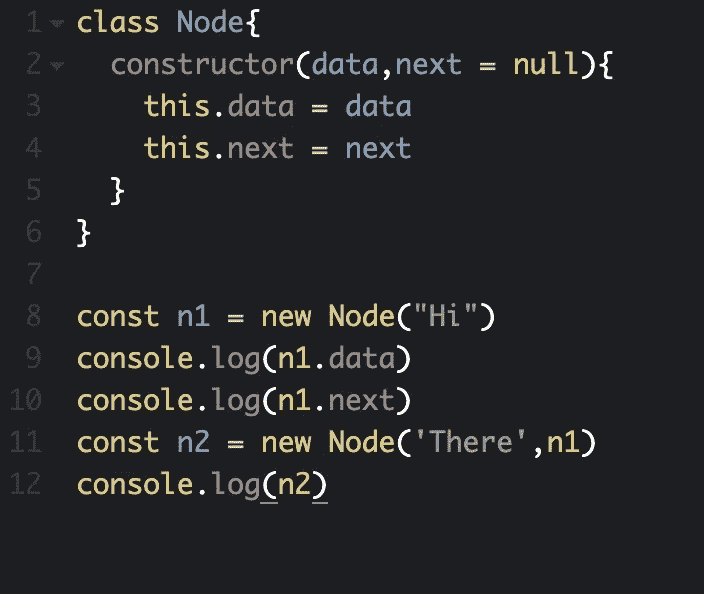 1 class Node{
2   constructor(data,next = null){
3     this.data = data
4     this.next = next
5   }
6 }
7
8 const n1 = new Node("Hi")
9 console.log(n1.data)
10 console.log(n1.next)
11 const n2 = new Node('There',n1)
12 console.log(n2)